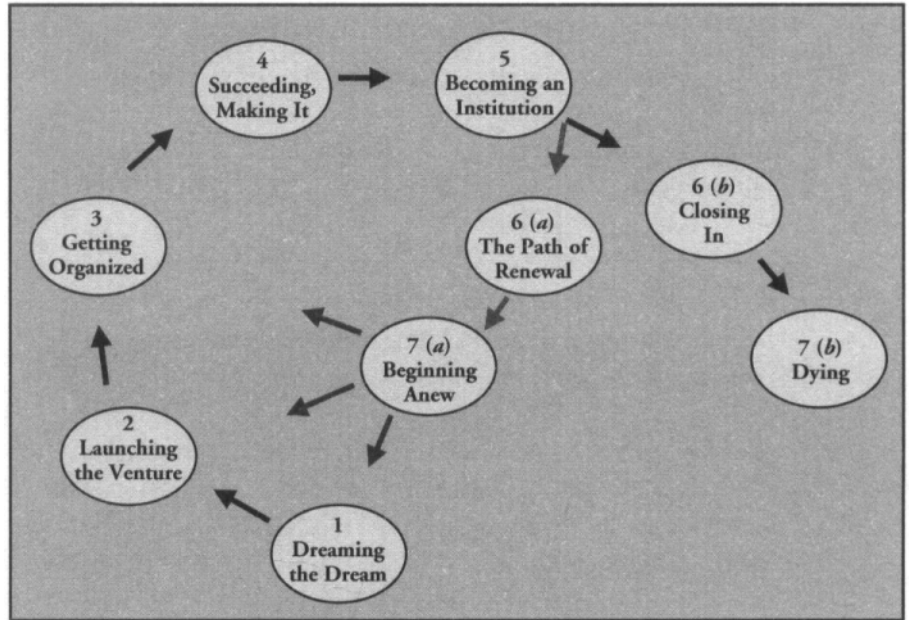 1
Dreaming
the Dream
2
Launching
the Venture
3
Getting
Organized
4
Succeeding,
Making It
5
Becoming an
Institution
6 (a)
The Path of
Renewal
7 (a)
Beginning
Anew
6 (b)
Closing
In
7 (b)
Dying